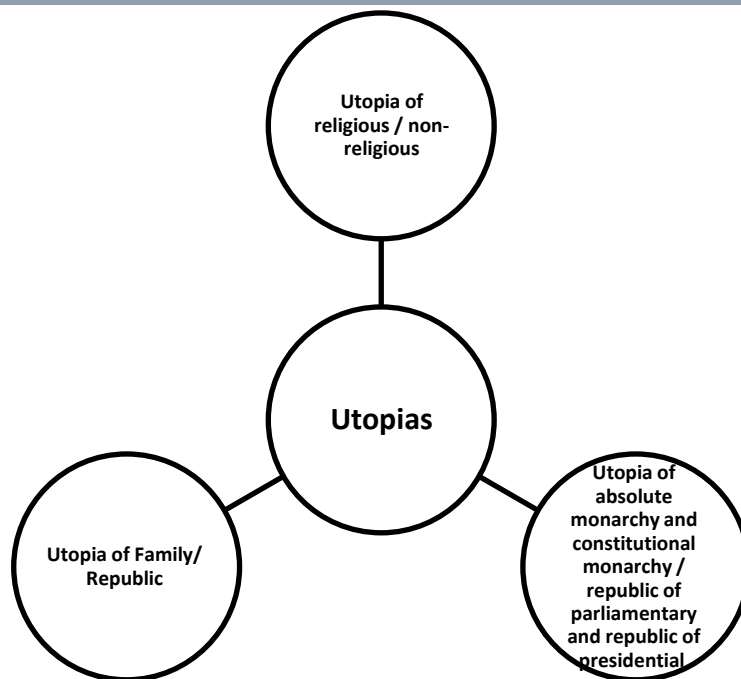 Utopia of
religious / non-
religious
Utopias
Utopia of Family/
Republic
Utopia of
absolute
monarchy and
constitutional
monarchy /
republic of
parliamentary
and republic of
presidential